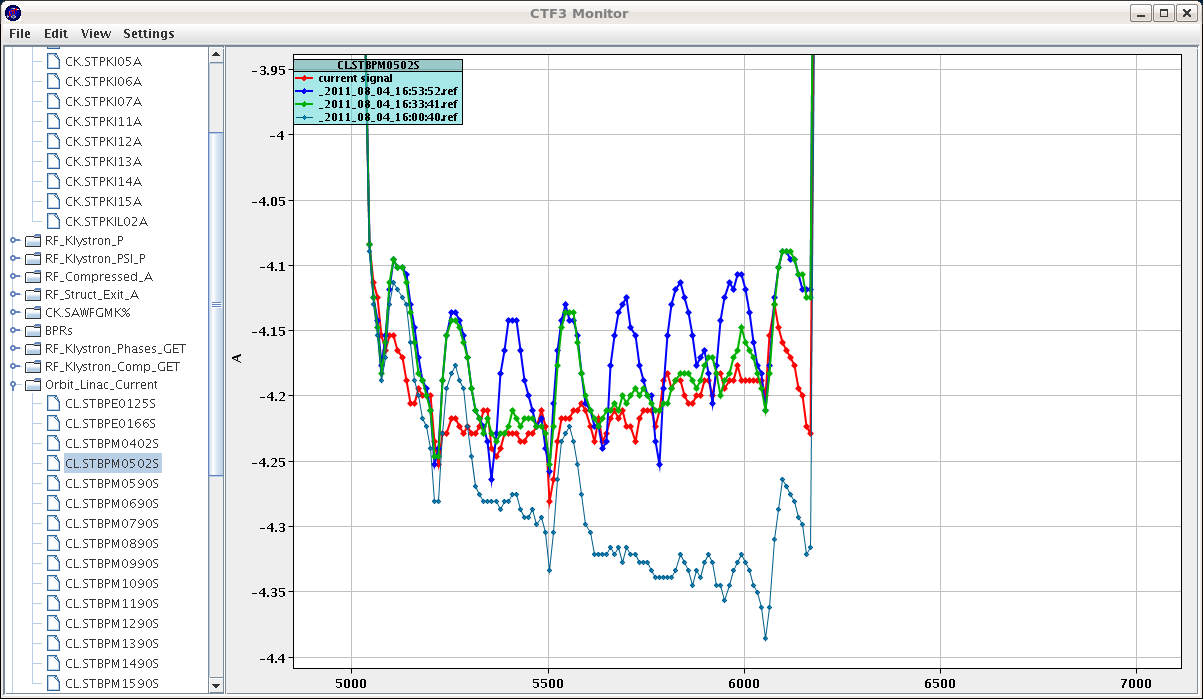 CTF3 Monitor
File Edit View Settings
CK.STPKI05A
CK.STPKI06A
CK.STPKI07A
CK.STPKI11A
CK.STPKI12A
CK.STPKI13A
CK.STPKI14A
CK.STPKI15A
CK.STPKIL02A
RF_Klystron_P
RF_Klystron_PSI_P
RF_Compressed_A
RF_Struct_Exit_A
CK.SAWFGMK%
BPRs
RF_Klystron_Phases_GET
RF_Klystron_Comp_GET
Orbit_Linac_Current
CL.STBPE0125S
CL.STBPE0166S
CL.STBPM0402S
CL.STBPM0502S
CL.STBPM0590S
CL.STBPM0690S
CL.STBPM0790S
CL.STBPM0890S
CL.STBPM0990S
CL.STBPM1090S
CL.STBPM1190S
CL.STBPM1290S
CL.STBPM1390S
CL.STBPM1490S
CL.STBPM1590S
CL.STBPM0502S
current signal
_2011_08_04_16:53:52.ref
_2011_08_04_16:33:41.ref
_2011_08_04_16:00:40.ref
-3.95
-4
-4.05
-4.1
-4.15
-4.2
-4.25
-4.3
-4.35
-4.4
A
5000 5500 6000 6500 7000